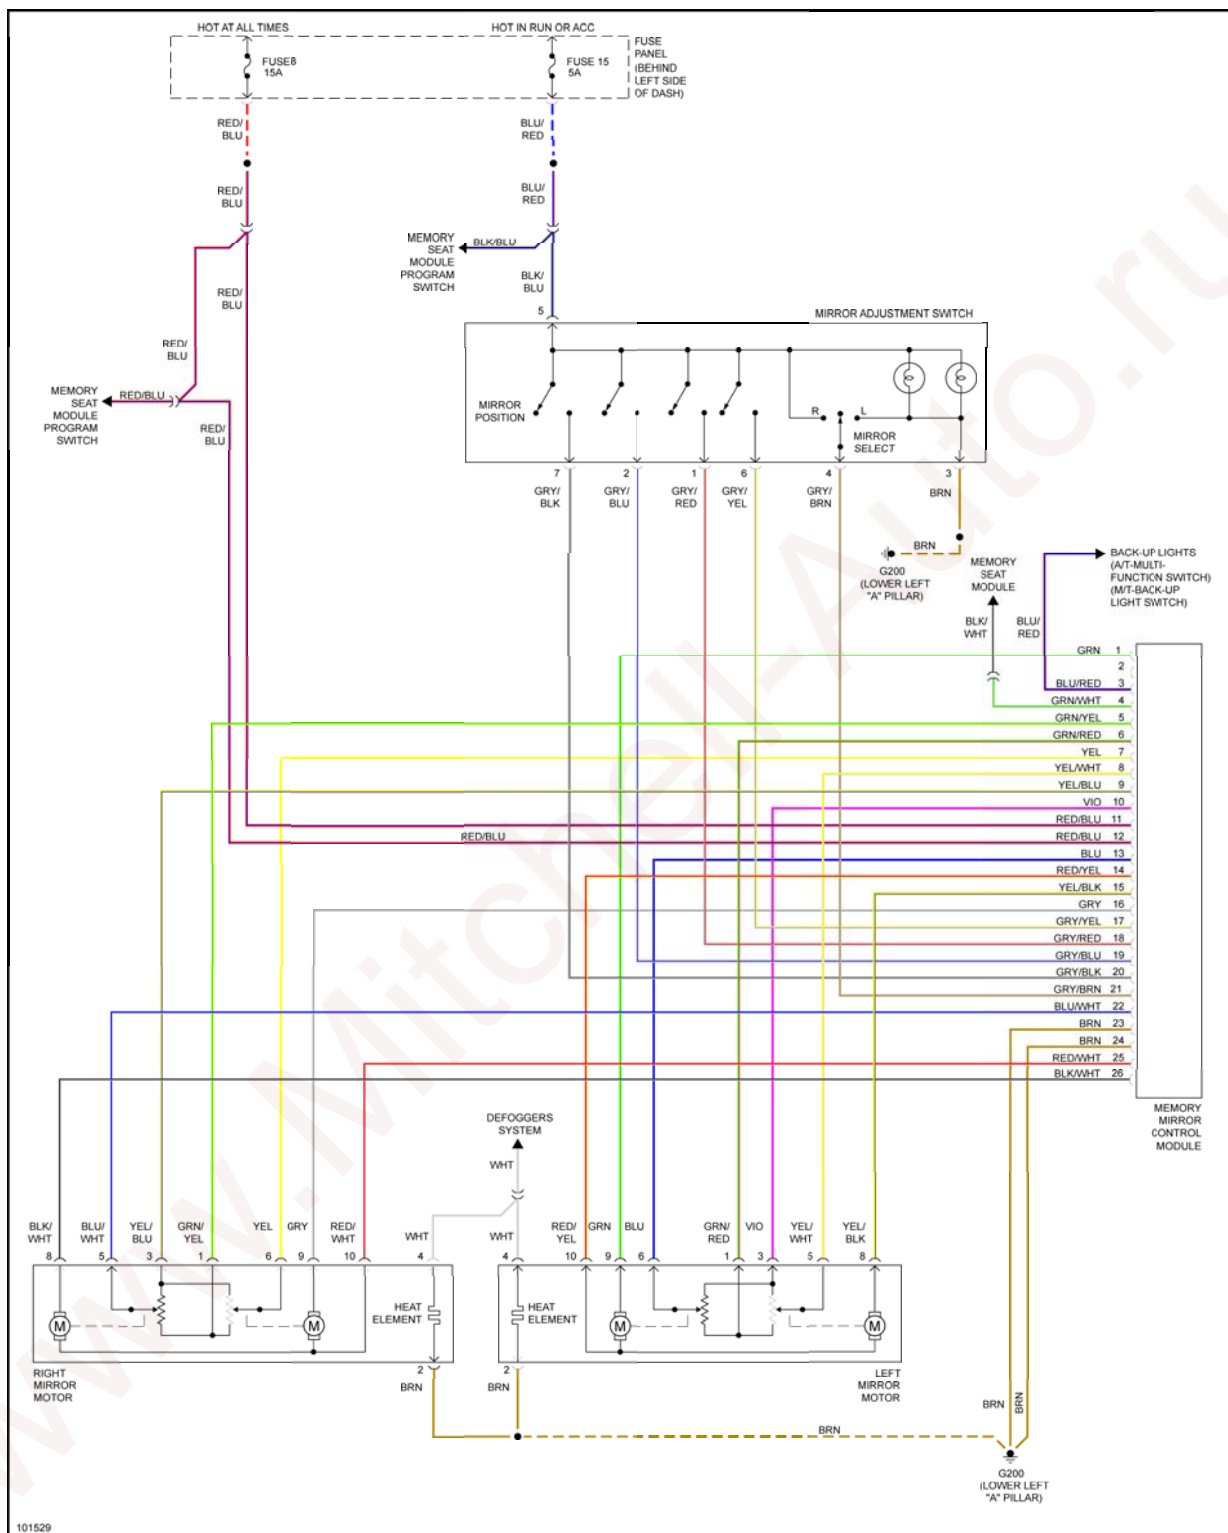 HOT AT ALL TIMES
HOT IN RUN OR ACC
FUSE8
15A
FUSE 15
5A
FUSE
PANEL
(BEHIND
LEFT SIDE
OF DASH)
RED/
BLU
BLU/
RED
RED/
BLU
BLU/
RED
MEMORY
SEAT
MODULE
PROGRAM
SWITCH
BLK/BLU
BLK/
BLU
RED/
BLU
5
MIRROR ADJUSTMENT SWITCH
RED/
BLU
MEMORY
SEAT
MODULE
PROGRAM
SWITCH
RED/BLU
RED/
BLU
MIRROR
POSITION
R
L
MIRROR
SELECT
7
2
1
6
4
3
GRY/
BLK
GRY/
BLU
GRY/
RED
GRY/
YEL
GRY/
BRN
BRN
BRN
G200
(LOWER LEFT
"A" PILLAR)
MEMORY
SEAT
MODULE
BACK-UP LIGHTS
(A/T-MULTI-
FUNCTION SWITCH)
(M/T-BACK-UP
LIGHT SWITCH)
BLK/
WHT
BLU/
RED
GRN 1
2
BLU/RED 3
GRN/WHT 4
GRN/YEL 5
GRN/RED 6
YEL 7
YEL/WHT 8
YEL/BLU 9
VIO 10
RED/BLU 11
RED/BLU
RED/BLU 12
BLU 13
RED/YEL 14
YEL/BLK 15
GRY 16
GRY/YEL 17
GRY/RED 18
GRY/BLU 19
GRY/BLK 20
GRY/BRN 21
BLU/WHT 22
BRN 23
BRN 24
RED/WHT 25
BLK/WHT 26
MEMORY
MIRROR
CONTROL
MODULE
DEFOGGERS
SYSTEM
WHT
BLK/
WHT
BLU/
WHT
YEL/
BLU
GRN/
YEL
YEL
GRY
RED/
WHT
WHT
WHT
RED/
YEL
GRN
BLU
GRN/
RED
VIO
YEL/
WHT
YEL/
BLK
8
5
3
1
6
9
10
4
4
10
9
6
1
3
5
8
M
M
HEAT
ELEMENT
HEAT
ELEMENT
M
M
RIGHT
MIRROR
MOTOR
2
BRN
2
BRN
LEFT
MIRROR
MOTOR
BRN
BRN
BRN
G200
(LOWER LEFT
"A" PILLAR)
101529
www.Mitchell-Auto.ru